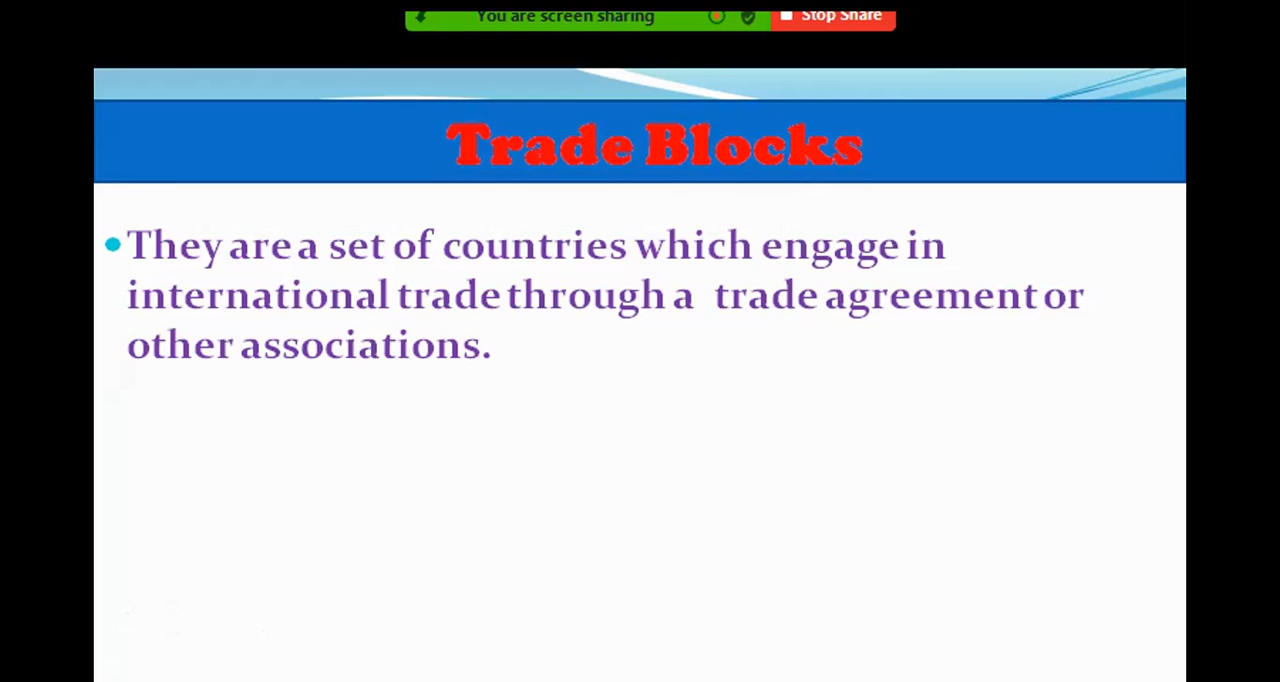 You are screen sharing Stop Share
Trade Blocks
• They are a set of countries which engage in
international trade through a trade agreement or
other associations.